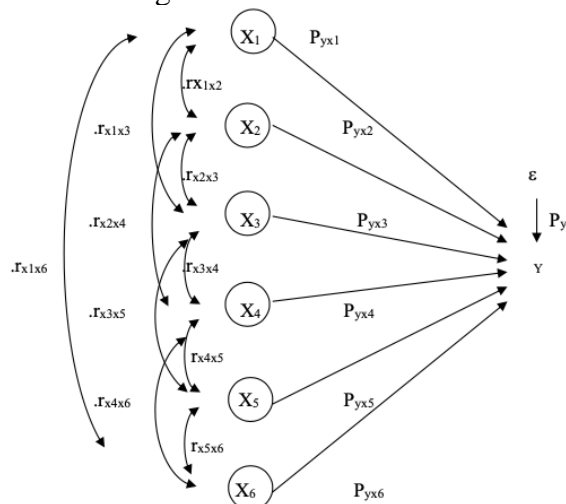 X1 Pyx1
.rx1x2
X2 Pyx2
.rx1x3
.rx2x3
ε
X3 Pyx3 Py
.rx2x4
Y
.rx1x6
.rx3x4
X4 Pyx4
.rx3x5
rx4x5
X5 Pyx5
.rx4x6
rx5x6
X6 Pyx6